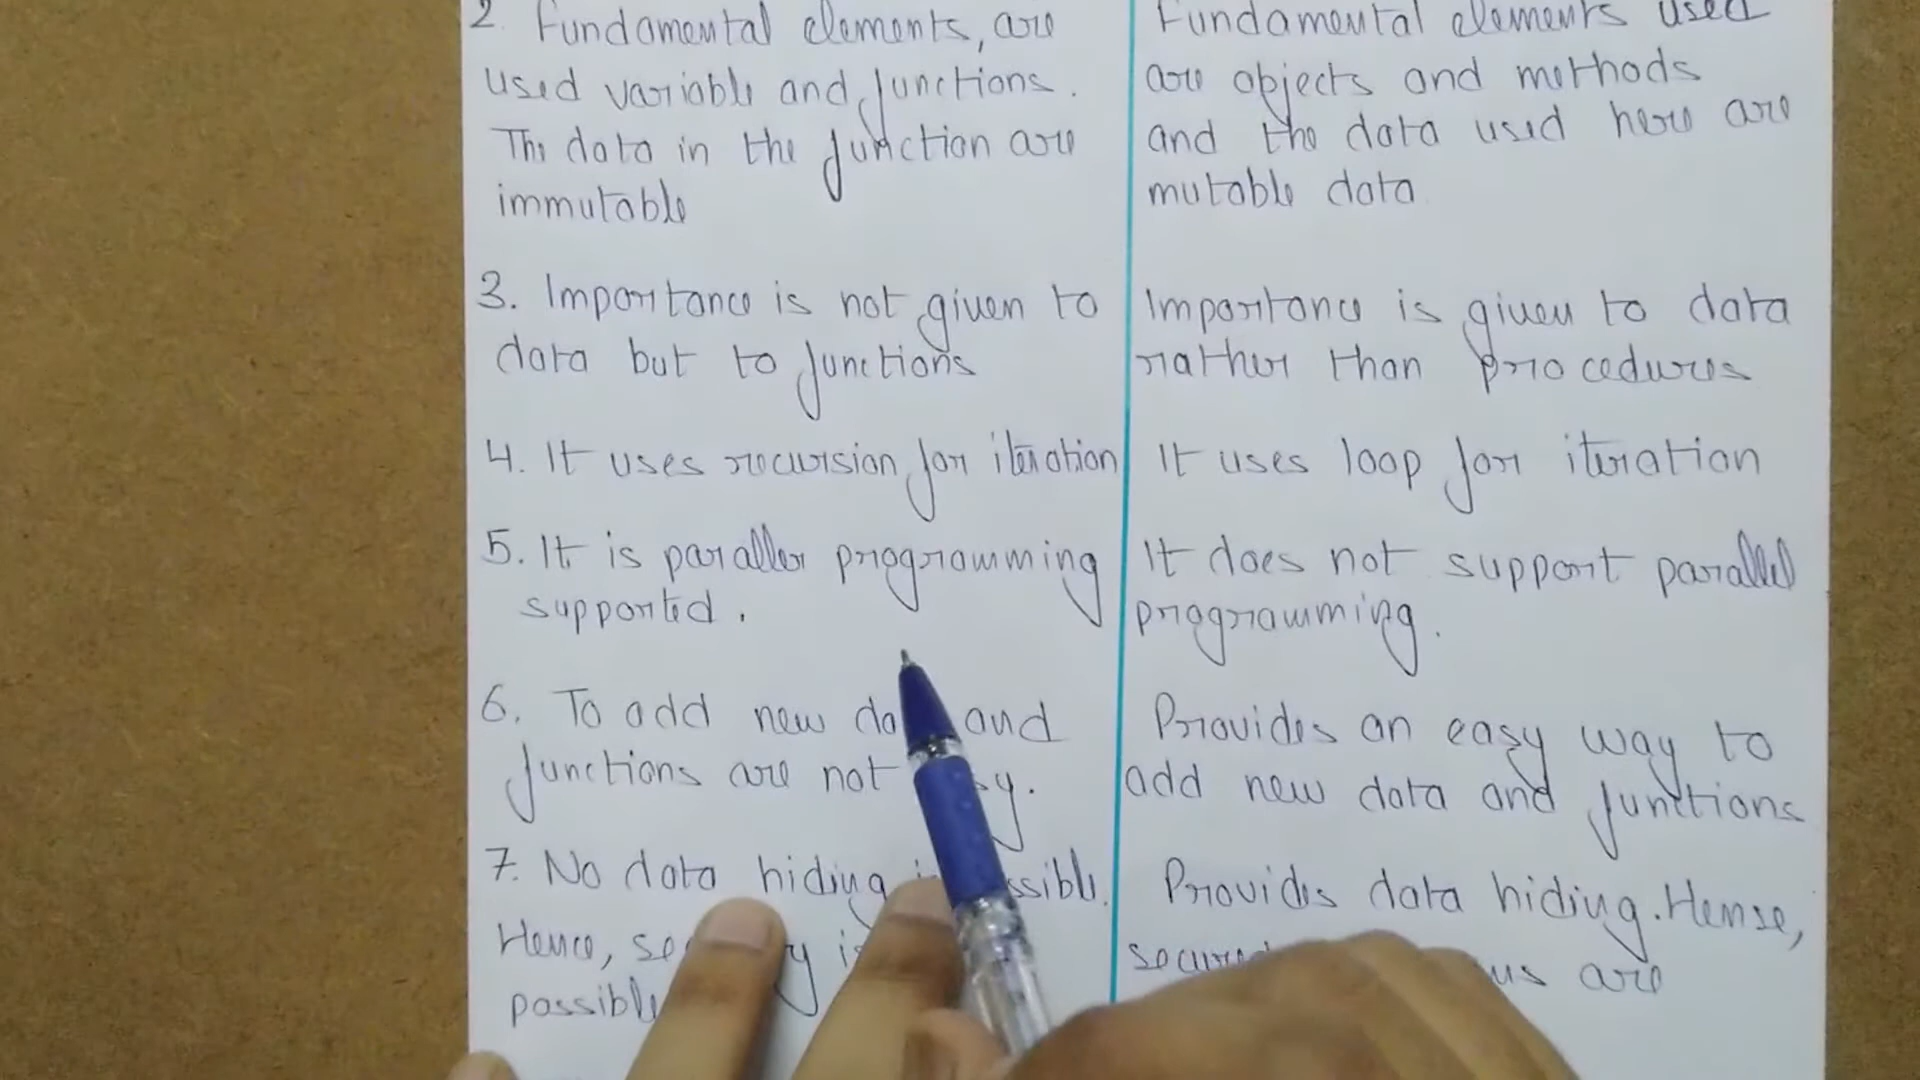 2. Fundamental elements, are
used variable and functions.
The data in the function are
immutable
3. Importance is not given to
data but to functions
4. It uses recursion for iteration
5. It is paraller programming
supported.
6. To add new and
functions are not
7. No data hiding
Hence,
possible
Fundamental elements used
are objects and methods
and the data used here are
mutable data
Importance is given to data
rather than procedures
It uses loop for iteration
It does not support parallel
programming.
Provides an easy way to
add new data and functions
Provides data hiding. Hense,
are